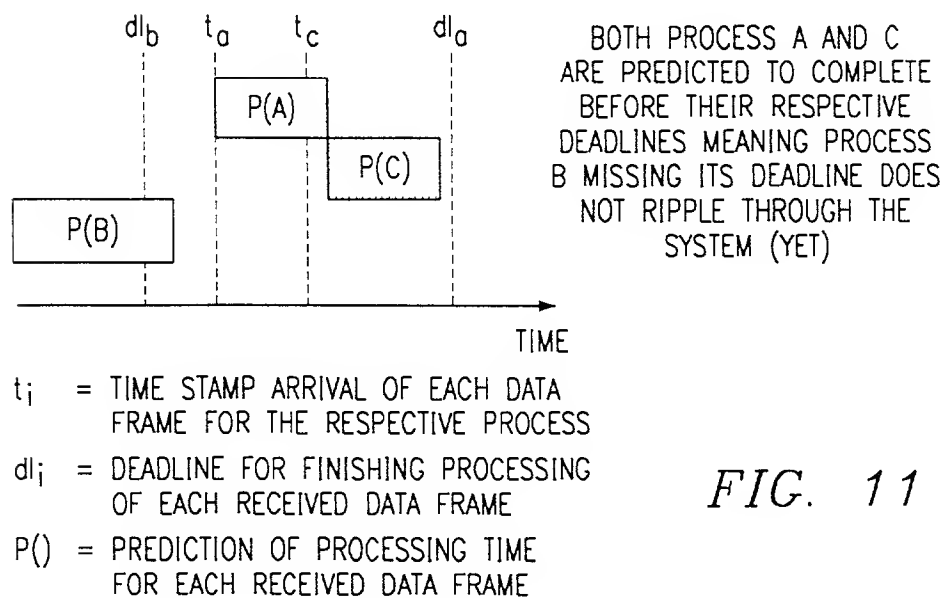 dl_b t_a t_c dl_a
BOTH PROCESS A AND C
ARE PREDICTED TO COMPLETE
BEFORE THEIR RESPECTIVE
DEADLINES MEANING PROCESS
B MISSING ITS DEADLINE DOES
NOT RIPPLE THROUGH THE
SYSTEM (YET)
P(A)
P(C)
P(B)
TIME
t_i = TIME STAMP ARRIVAL OF EACH DATA
FRAME FOR THE RESPECTIVE PROCESS
dl_i = DEADLINE FOR FINISHING PROCESSING
OF EACH RECEIVED DATA FRAME
P() = PREDICTION OF PROCESSING TIME
FOR EACH RECEIVED DATA FRAME
FIG. 11